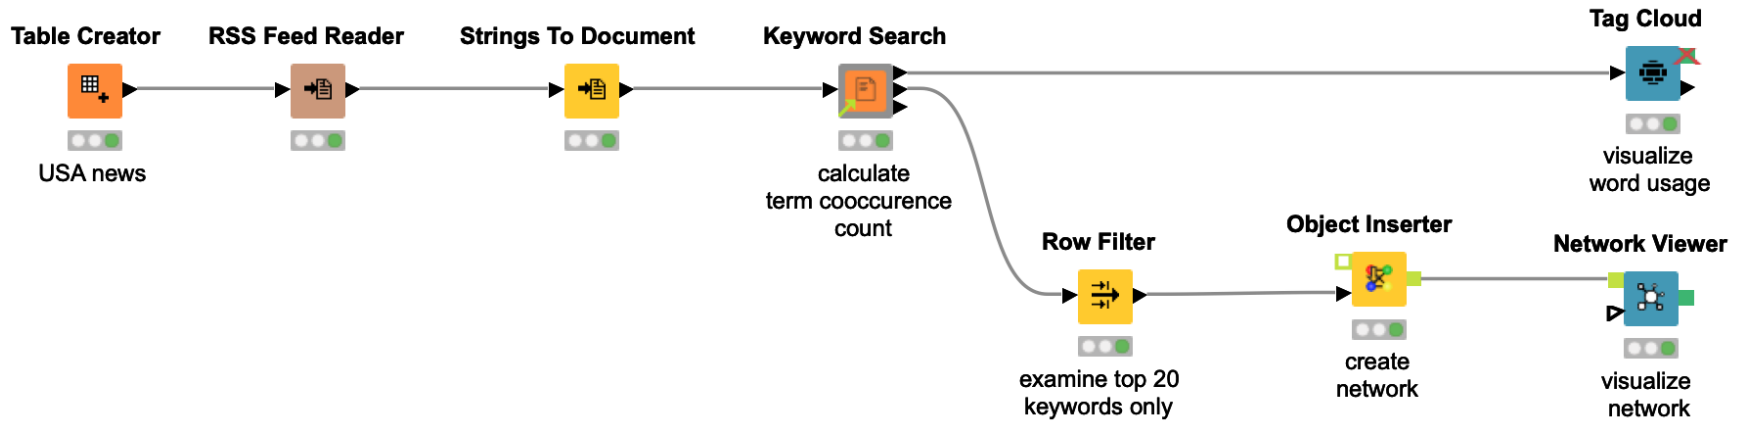 Table Creator
USA news
RSS Feed Reader
Strings To Document
Keyword Search
calculate
term cooccurence
count
Tag Cloud
visualize
word usage
Row Filter
examine top 20
keywords only
Object Inserter
create
network
Network Viewer
visualize
network